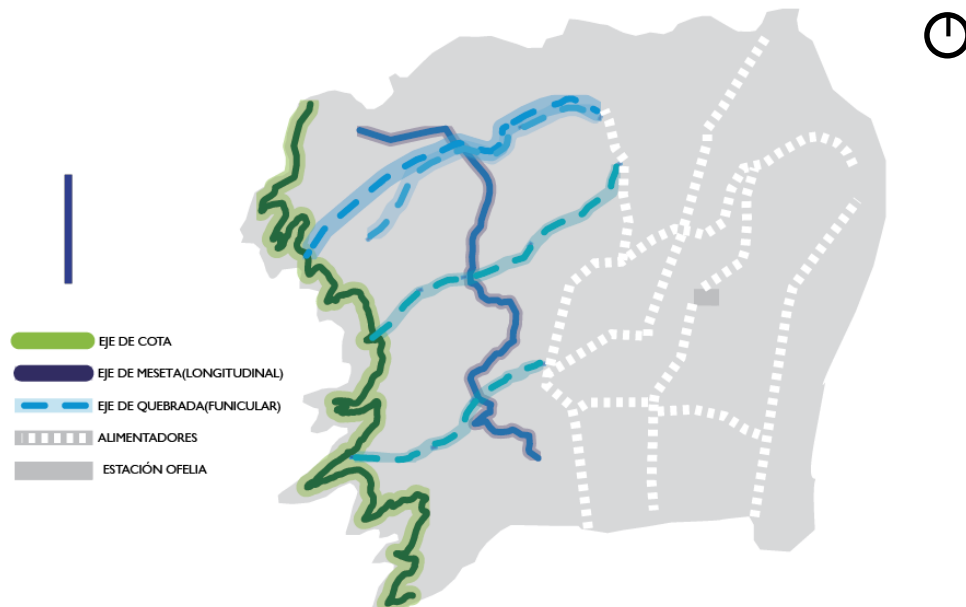 EJE DE COTA
EJE DE MESETA(LONGITUDINAL)
EJE DE QUEBRADA(FUNICULAR)
ALIMENTADORES
ESTACIÓN OFELIA